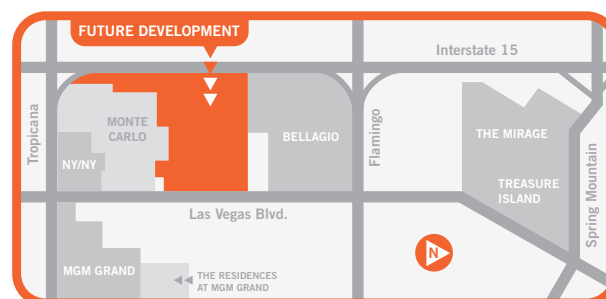 FUTURE DEVELOPMENT
Interstate 15
Tropicana
MONTE
CARLO
NY/NY
BELLAGIO
Flamingo
THE MIRAGE
TREASURE
ISLAND
Spring Mountain
Las Vegas Blvd.
N
MGM GRAND
THE RESIDENCES
AT MGM GRAND